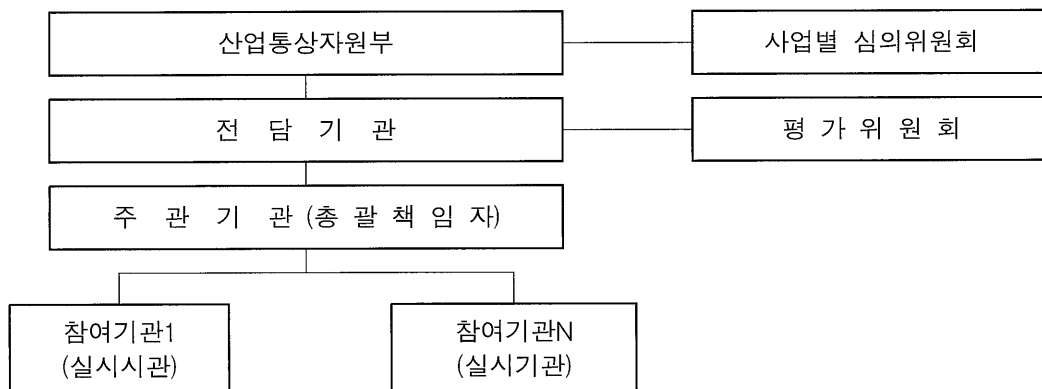 산업통상자원부
사업별 심의위원회
전 담 기 관
평 가 위 원 회
주 관 기 관 (총 괄 책 임 자)
참여기관1
(실시시관)
참여기관N
(실시기관)